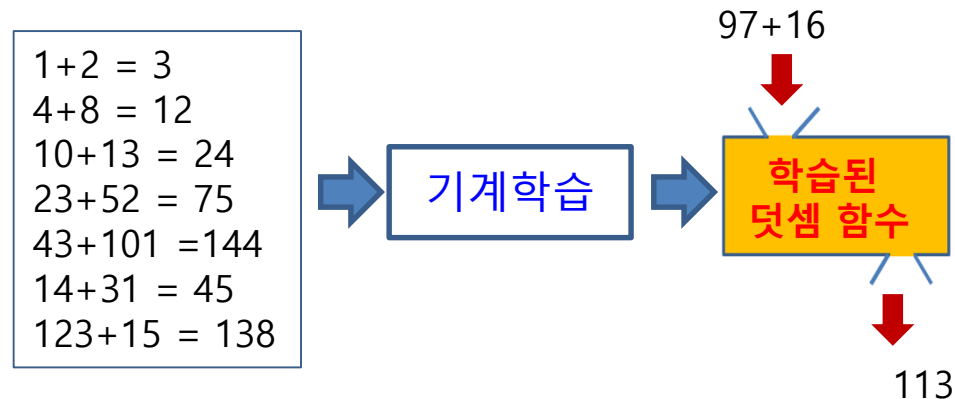 1+2 = 3
4+8 = 12
10+13 = 24
23+52 = 75
43+101 =144
14+31 = 45
123+15 = 138
기계학습
97+16
학습된
덧셈 함수
113